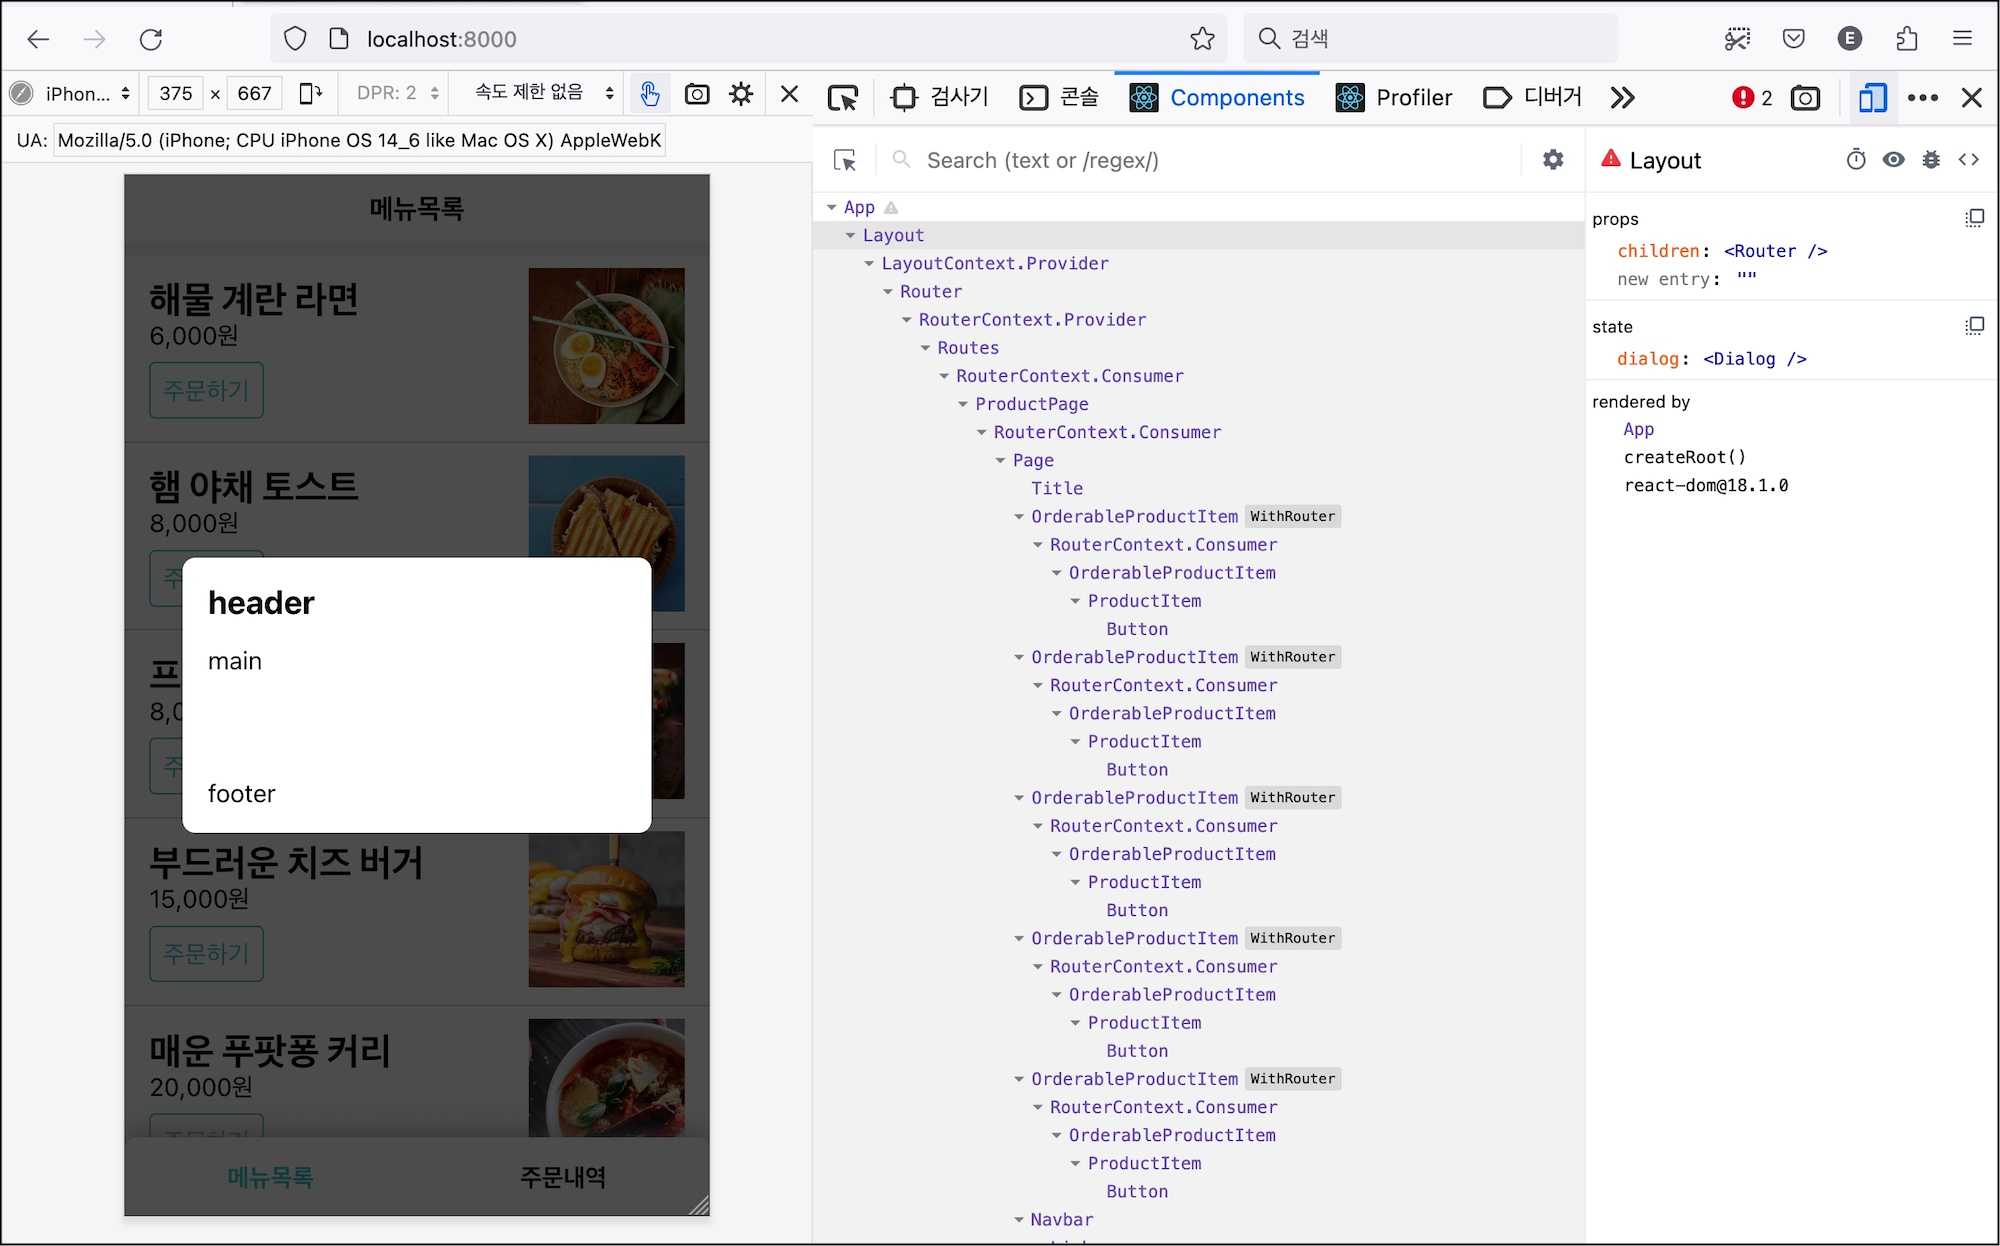 localhost:8000
검색
E
iPhon...
375 × 667
DPR: 2
속도 제한 없음
UA: Mozilla/5.0 (iPhone; CPU iPhone OS 14_6 like Mac OS X) AppleWebK
검사기
콘솔
Components
Profiler
디버거
2
Search (text or /regex/)
메뉴목록
해물 계란 라면
6,000원
주문하기
햄 야채 토스트
8,000원
주
header
main
footer
프
8,0
주
부드러운 치즈 버거
15,000원
주문하기
매운 푸팟퐁 커리
20,000원
메뉴목록
주문내역
App
Layout
LayoutContext.Provider
Router
RouterContext.Provider
Routes
RouterContext.Consumer
ProductPage
RouterContext.Consumer
Page
Title
OrderableProductItem WithRouter
RouterContext.Consumer
OrderableProductItem
ProductItem
Button
OrderableProductItem WithRouter
RouterContext.Consumer
OrderableProductItem
ProductItem
Button
OrderableProductItem WithRouter
RouterContext.Consumer
OrderableProductItem
ProductItem
Button
OrderableProductItem WithRouter
RouterContext.Consumer
OrderableProductItem
ProductItem
Button
OrderableProductItem WithRouter
RouterContext.Consumer
OrderableProductItem
ProductItem
Button
Navbar
Layout
props
children: <Router />
new entry: ""
state
dialog: <Dialog />
rendered by
App
createRoot()
react-dom@18.1.0